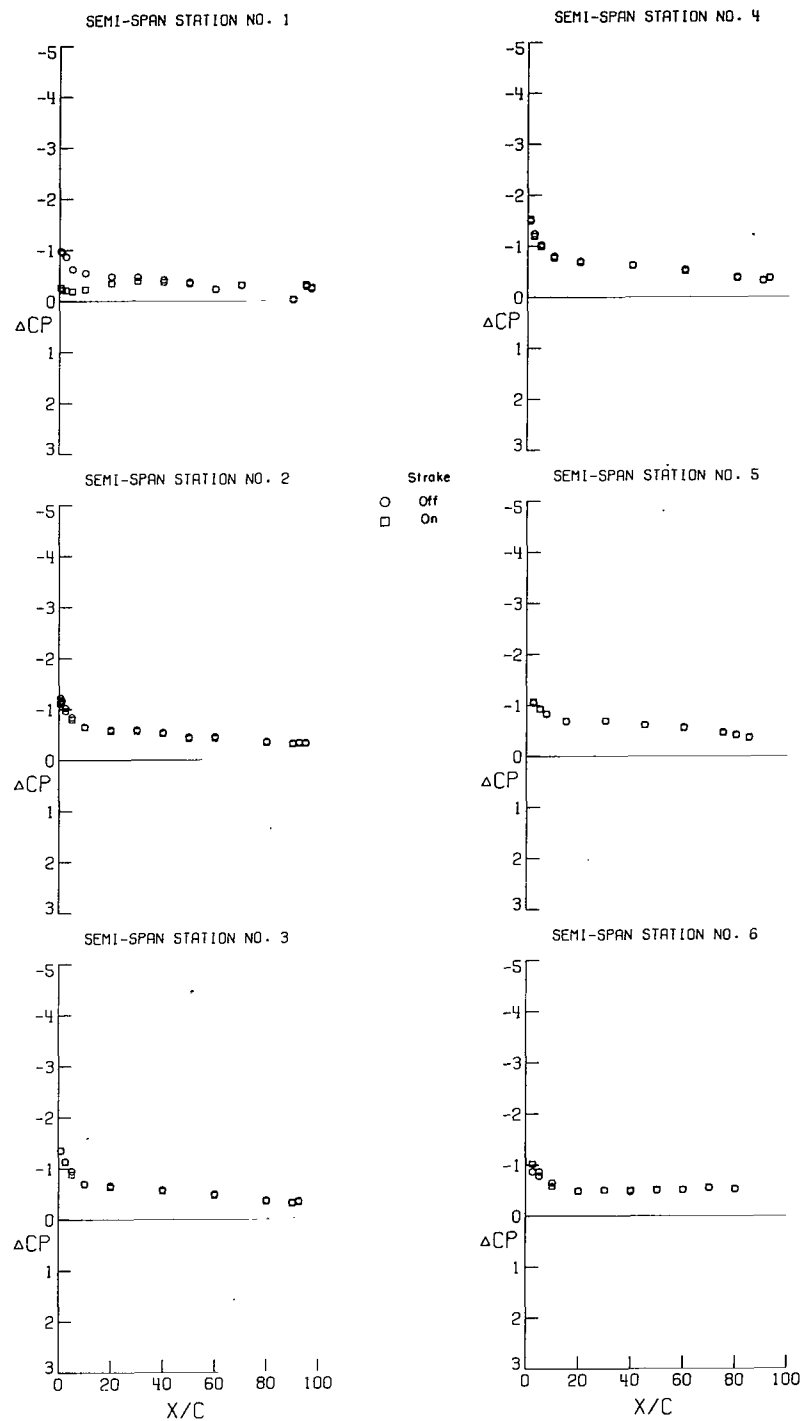 SEMI-SPAN STATION NO. 1
-5
-4
-3
-2
-1
0
ΔCP
1
2
3
SEMI-SPAN STATION NO. 2
-5
-4
-3
-2
-1
0
ΔCP
1
2
3
SEMI-SPAN STATION NO. 3
-5
-4
-3
-2
-1
0
ΔCP
1
2
3
0 20 40 60 80 100
X/C
Strake
Off
On
SEMI-SPAN STATION NO. 4
-5
-4
-3
-2
-1
0
ΔCP
1
2
3
SEMI-SPAN STATION NO. 5
-5
-4
-3
-2
-1
0
ΔCP
1
2
3
SEMI-SPAN STATION NO. 6
-5
-4
-3
-2
-1
0
ΔCP
1
2
3
0 20 40 60 80 100
X/C